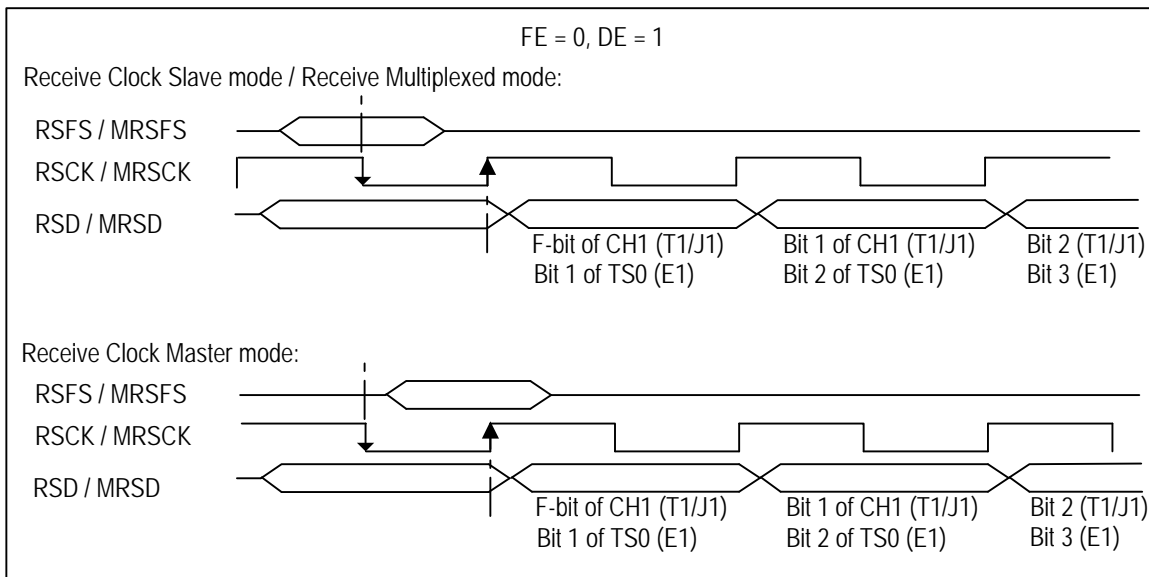 FE = 0, DE = 1
Receive Clock Slave mode / Receive Multiplexed mode:
RSFS / MRSFS
RSCK / MRSCK
RSD / MRSD
F-bit of CH1 (T1/J1) Bit 1 of CH1 (T1/J1) Bit 2 (T1/J1)
Bit 1 of TS0 (E1) Bit 2 of TS0 (E1) Bit 3 (E1)
Receive Clock Master mode:
RSFS / MRSFS
RSCK / MRSCK
RSD / MRSD
F-bit of CH1 (T1/J1) Bit 1 of CH1 (T1/J1) Bit 2 (T1/J1)
Bit 1 of TS0 (E1) Bit 2 of TS0 (E1) Bit 3 (E1)